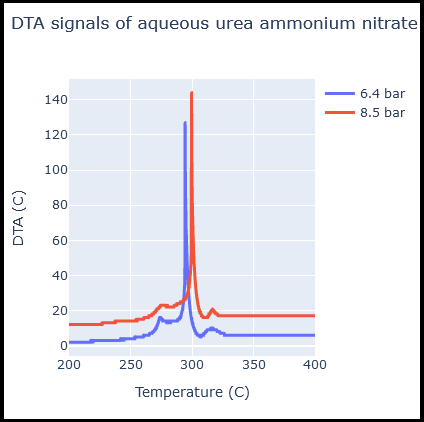 DTA signals of aqueous urea ammonium nitrate
6.4 bar
8.5 bar
140
120
100
80
60
40
20
0
DTA (C)
200 250 300 350 400
Temperature (C)